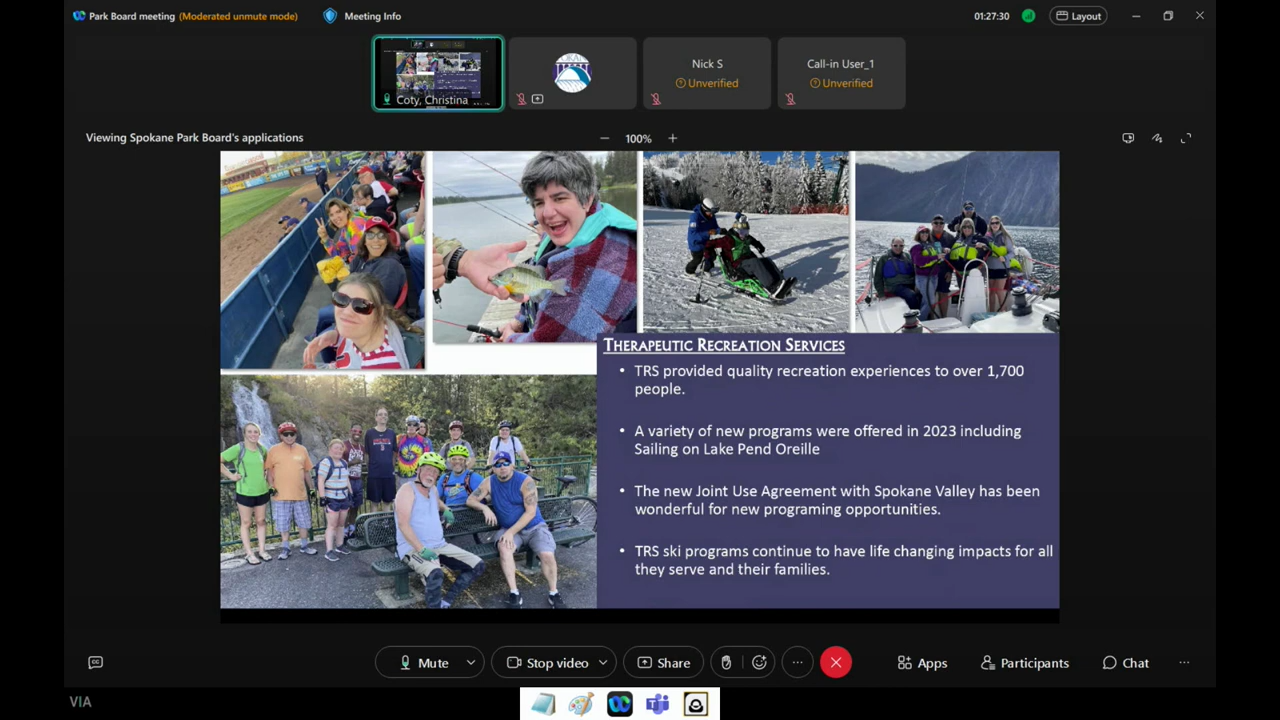 Park Board meeting (Moderated unmute mode)
Meeting Info
01:27:30
Layout
Coty, Christina
Nick S
Unverified
Call-in User_1
Unverified
Viewing Spokane Park Board's applications
100%
THERAPEUTIC RECREATION SERVICES
• TRS provided quality recreation experiences to over 1,700
people.
• A variety of new programs were offered in 2023 including
Sailing on Lake Pend Oreille
• The new Joint Use Agreement with Spokane Valley has been
wonderful for new programing opportunities.
• TRS ski programs continue to have life changing impacts for all
they serve and their families.
Mute
Stop video
Share
Apps
Participants
Chat
VIA